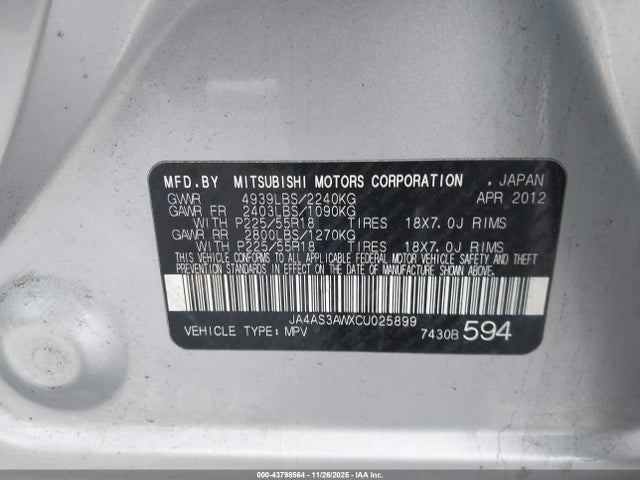 MFD.BY MITSUBISHI MOTORS CORPORATION , JAPAN
GVWR 4939LBS/2240KG APR 2012
GAWR FR 2403LBS/1090KG
WITH P225/55R18 TIRES 18X7.0J RIMS
GAWR RR 2800LBS/1270KG
WITH P225/55R18 TIRES 18X7.0J RIMS
THIS VEHICLE CONFORMS TO ALL APPLICABLE FEDERAL MOTOR VEHICLE SAFETY AND THEFT
PREVENTION STANDARDS IN EFFECT ON THE DATE OF MANUFACTURE SHOWN ABOVE.
JA4AS3AWXCU025899
VEHICLE TYPE: MPV 7430B 594
000-43798564 | 11/26/2025 | Copyright © IAA, LLC